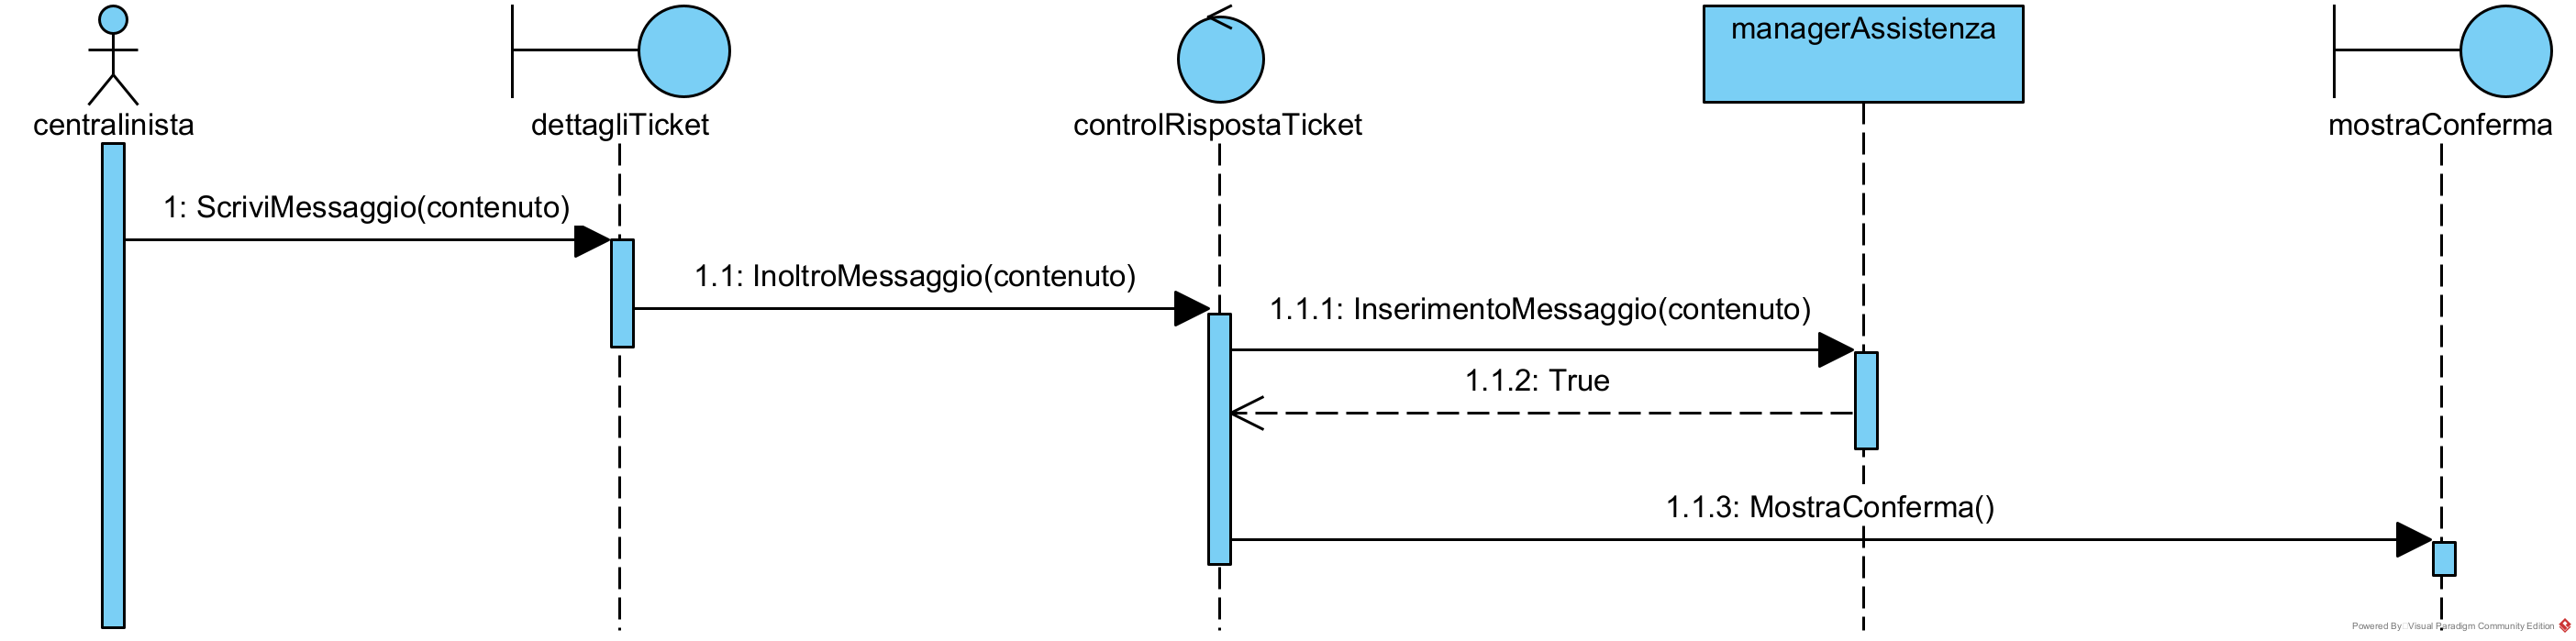 managerAssistenza
centralinista
dettagliTicket
controlRispostaTicket
mostraConferma
1: ScriviMessaggio(contenuto)
1.1: InoltroMessaggio(contenuto)
1.1.1: InserimentoMessaggio(contenuto)
1.1.2: True
1.1.3: MostraConferma()
Powered By Visual Paradigm Community Edition